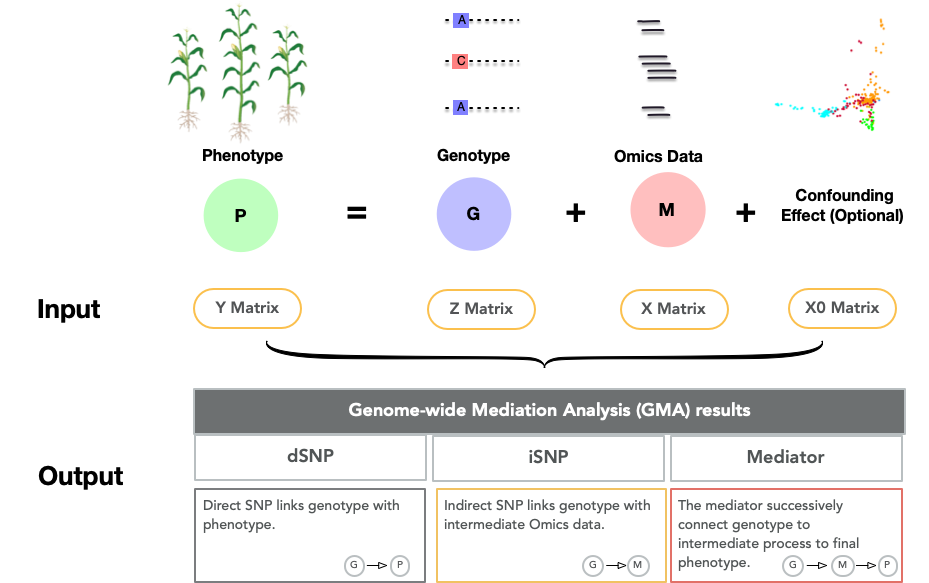 A
C
A
Phenotype
Genotype
Omics Data
P
=
G
+
M
+
Confounding
Effect (Optional)
Input
Y Matrix
Z Matrix
X Matrix
X0 Matrix
Genome-wide Mediation Analysis (GMA) results
Output
dSNP
iSNP
Mediator
Direct SNP links genotype with
phenotype.
G
P
Indirect SNP links genotype with
intermediate Omics data.
G
M
The mediator successively
connect genotype to
intermediate process to final
phenotype.
G
M
P